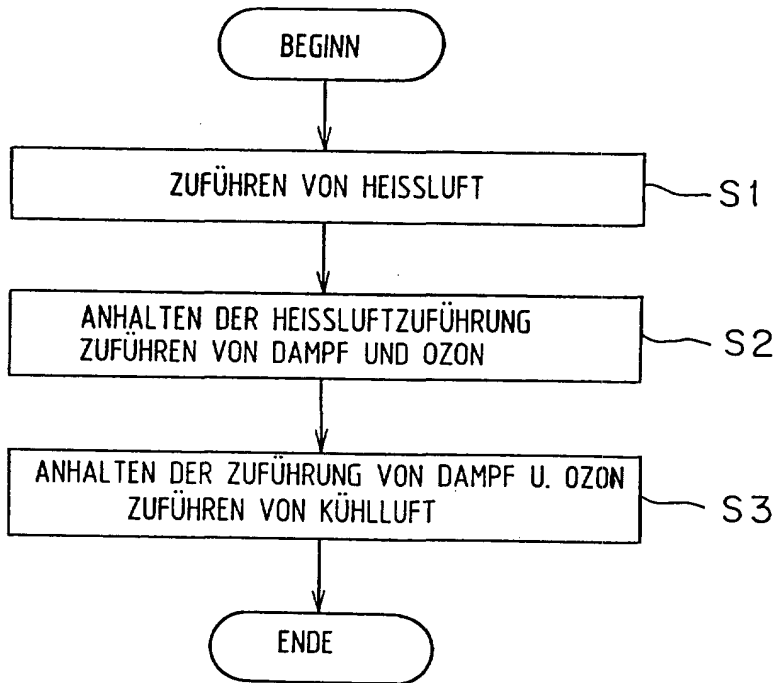 BEGINN
ZUFÜHREN VON HEISSLUFT
S1
ANHALTEN DER HEISSLUFTZUFÜHRUNG
ZUFÜHREN VON DAMPF UND OZON
S2
ANHALTEN DER ZUFÜHRUNG VON DAMPF U. OZON
ZUFÜHREN VON KÜHLLUFT
S3
ENDE